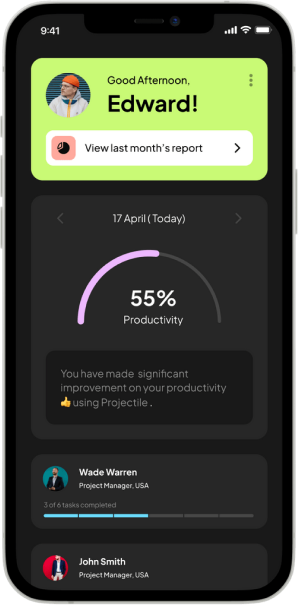 9:41
Good Afternoon,
Edward!
View last month's report
17 April ( Today)
55%
Productivity
You have made significant
improvement on your productivity
👍using Projectile .
Wade Warren
Project Manager, USA
3 of 6 tasks completed
John Smith
Project Manager, USA